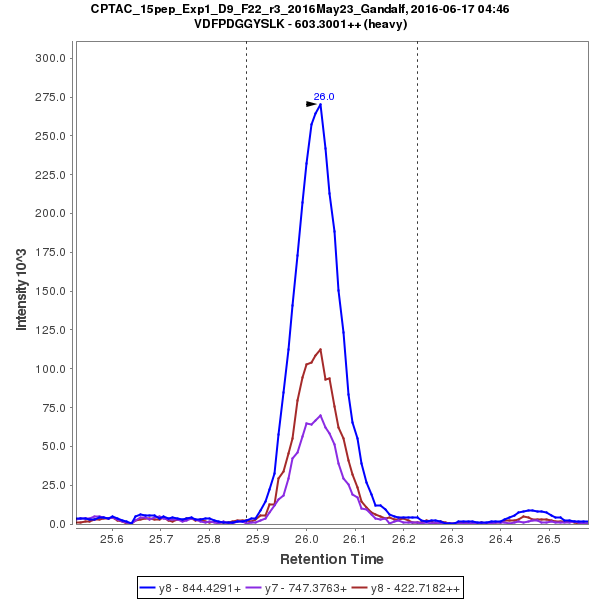 CPTAC_15pep_Exp1_D9_F22_r3_2016May23_Gandalf, 2016-06-17 04:46
VDFPDGGYSLK - 603.3001++ (heavy)
Intensity 10^3
300.0
275.0
250.0
225.0
200.0
175.0
150.0
125.0
100.0
75.0
50.0
25.0
0.0
26.0
25.6 25.7 25.8 25.9 26.0 26.1 26.2 26.3 26.4 26.5
Retention Time
y8 - 844.4291+ y7 - 747.3763+ y8 - 422.7182++